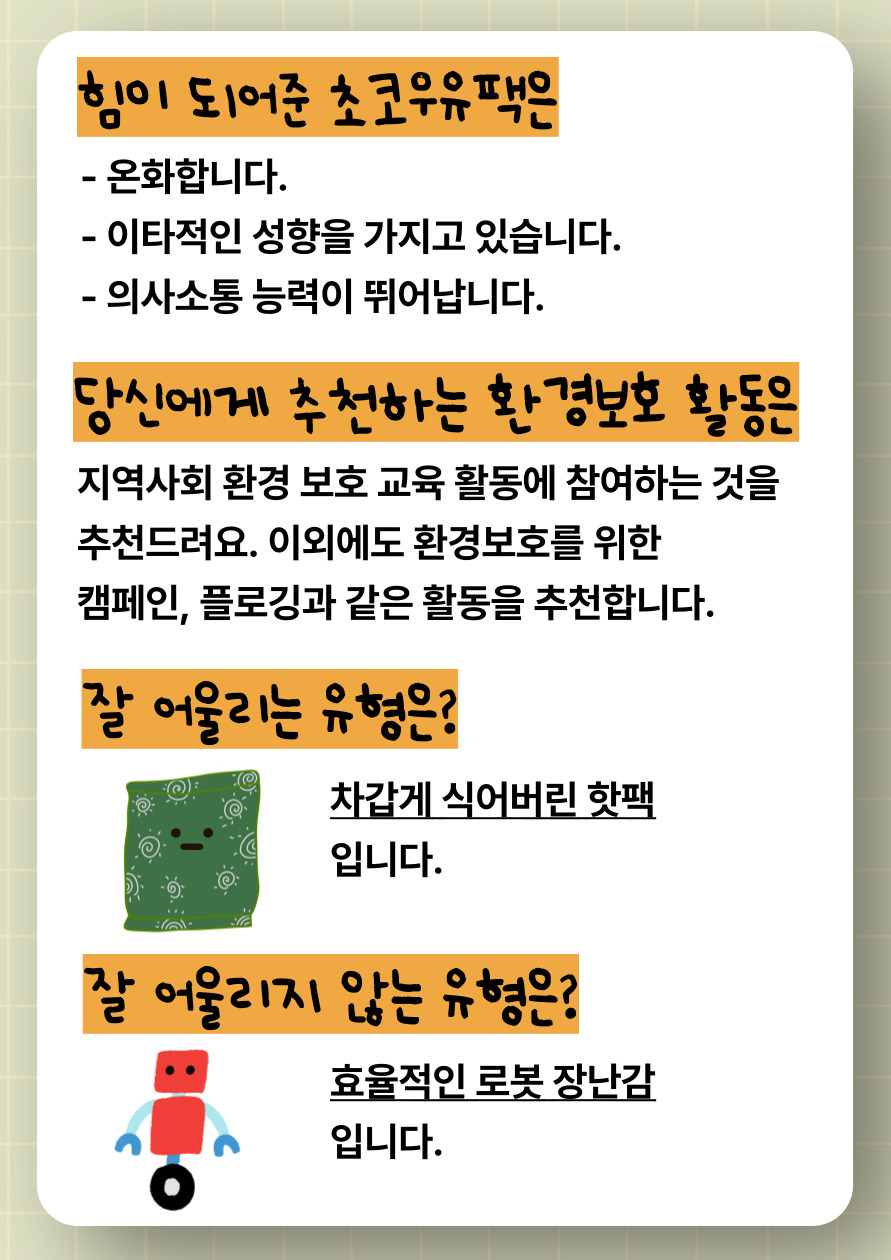 힘이 되어준 초코우유팩은
- 온화합니다.
- 이타적인 성향을 가지고 있습니다.
- 의사소통 능력이 뛰어납니다.
당신에게 추천하는 환경보호 활동은
지역사회 환경 보호 교육 활동에 참여하는 것을
추천드려요. 이외에도 환경보호를 위한
캠페인, 플로깅과 같은 활동을 추천합니다.
잘 어울리는 유형은?
차갑게 식어버린 핫팩
입니다.
잘 어울리지 않는 유형은?
효율적인 로봇 장난감
입니다.